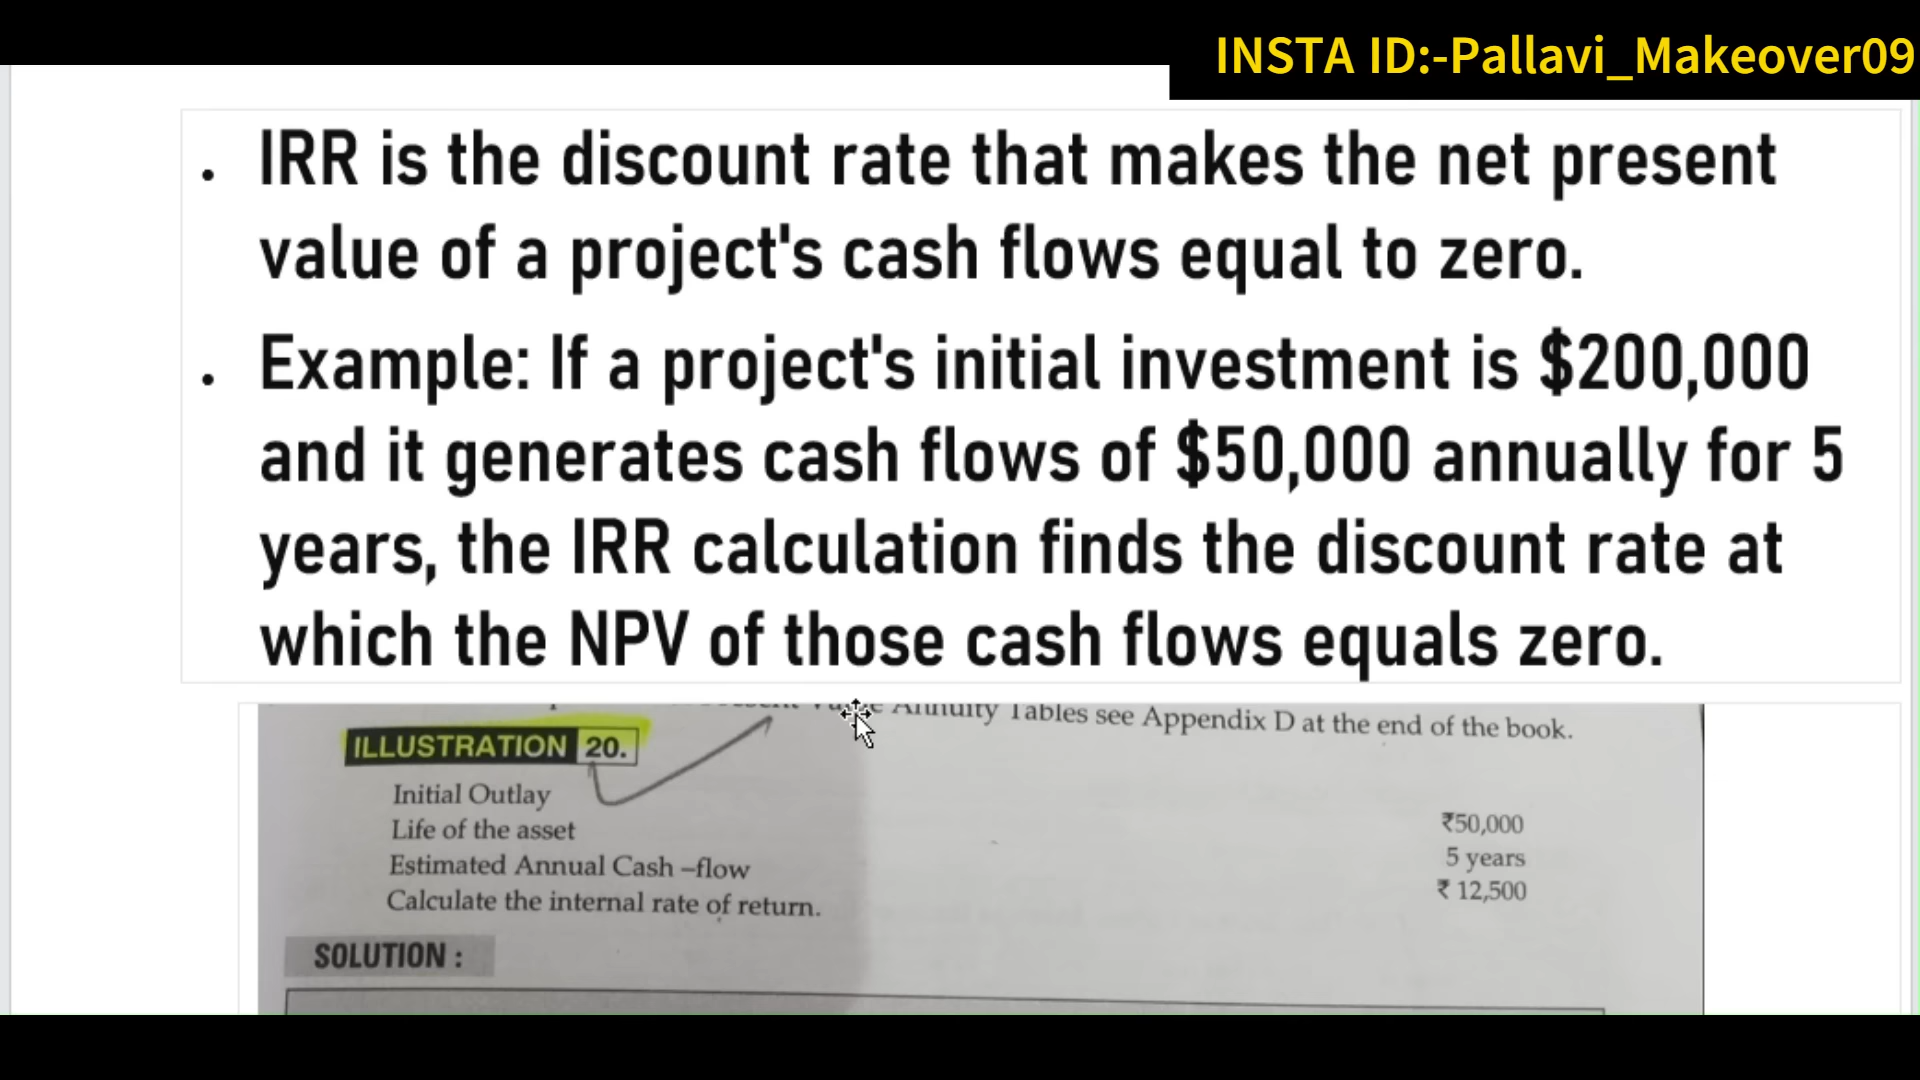 INSTA ID:-Pallavi_Makeover09
• IRR is the discount rate that makes the net present
value of a project's cash flows equal to zero.
• Example: If a project's initial investment is $200,000
and it generates cash flows of $50,000 annually for 5
years, the IRR calculation finds the discount rate at
which the NPV of those cash flows equals zero.
Annuity Tables see Appendix D at the end of the book.
ILLUSTRATION 20.
Initial Outlay ₹50,000
Life of the asset 5 years
Estimated Annual Cash –flow ₹ 12,500
Calculate the internal rate of return.
SOLUTION :